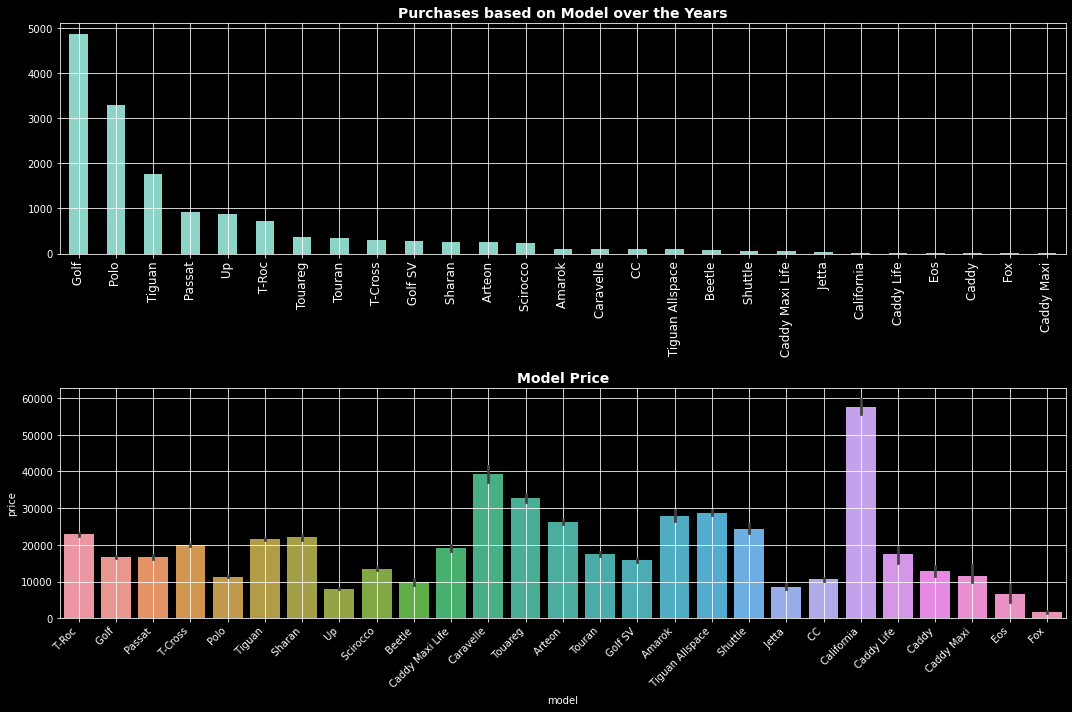 Purchases based on Model over the Years
5000
4000
3000
2000
1000
0
Golf Polo Tiguan Passat Up T-Roc Touareg Touran T-Cross Golf SV Sharan Arteon Scirocco Amarok Caravelle CC Tiguan Allspace Beetle Shuttle Caddy Maxi Life Jetta California Caddy Life Eos Caddy Fox Caddy Maxi
Model Price
60000
50000
40000
30000
20000
10000
0
price
T-Roc Golf Passat T-Cross Polo Tiguan Sharan Up Scirocco Beetle Caddy Maxi Life Caravelle Touareg Arteon Touran Golf SV Amarok Tiguan Allspace Shuttle Jetta CC California Caddy Life Caddy Caddy Maxi Eos Fox
model